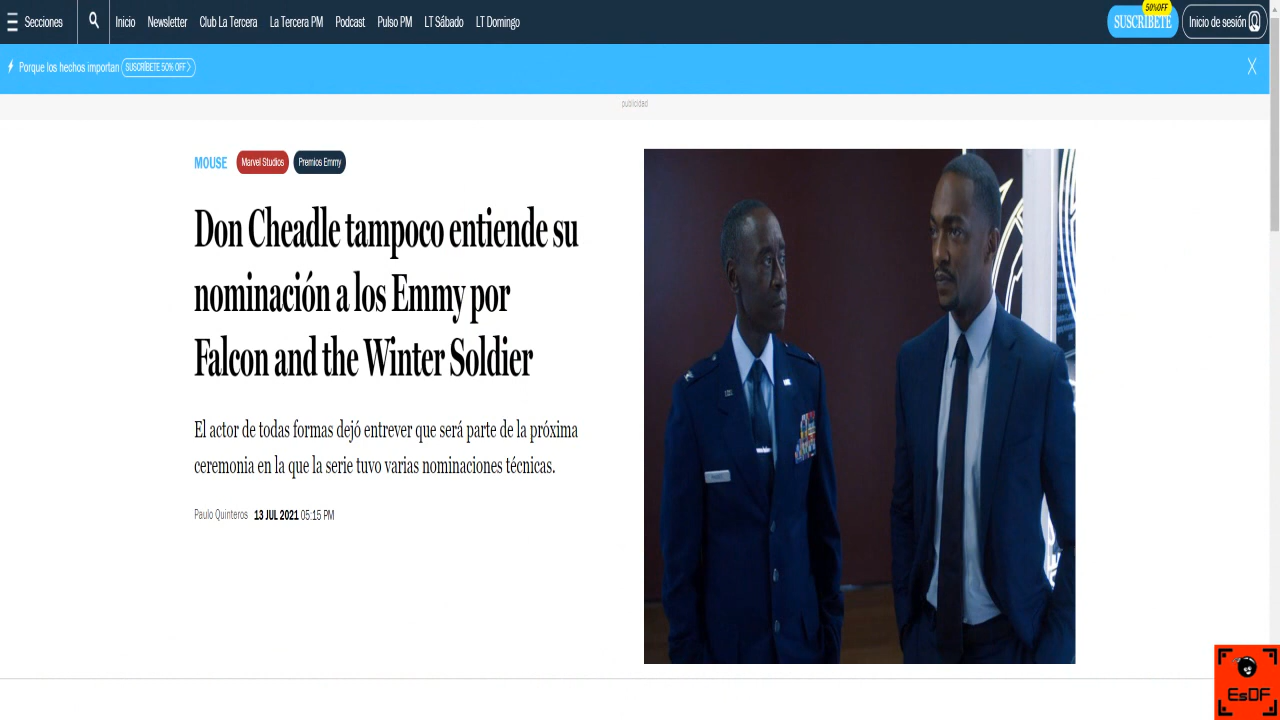 Secciones
Inicio
Newsletter
Club La Tercera
La Tercera PM
Podcast
Pulso PM
LT Sábado
LT Domingo
50%OFF
SUSCRÍBETE
Inicio de sesión
Porque los hechos importan
SUSCRÍBETE 50% OFF
publicidad
MOUSE
Marvel Studios
Premios Emmy
Don Cheadle tampoco entiende su
nominación a los Emmy por
Falcon and the Winter Soldier
El actor de todas formas dejó entrever que será parte de la próxima
ceremonia en la que la serie tuvo varias nominaciones técnicas.
Paulo Quinteros 13 JUL 2021 05:15 PM
EsDF